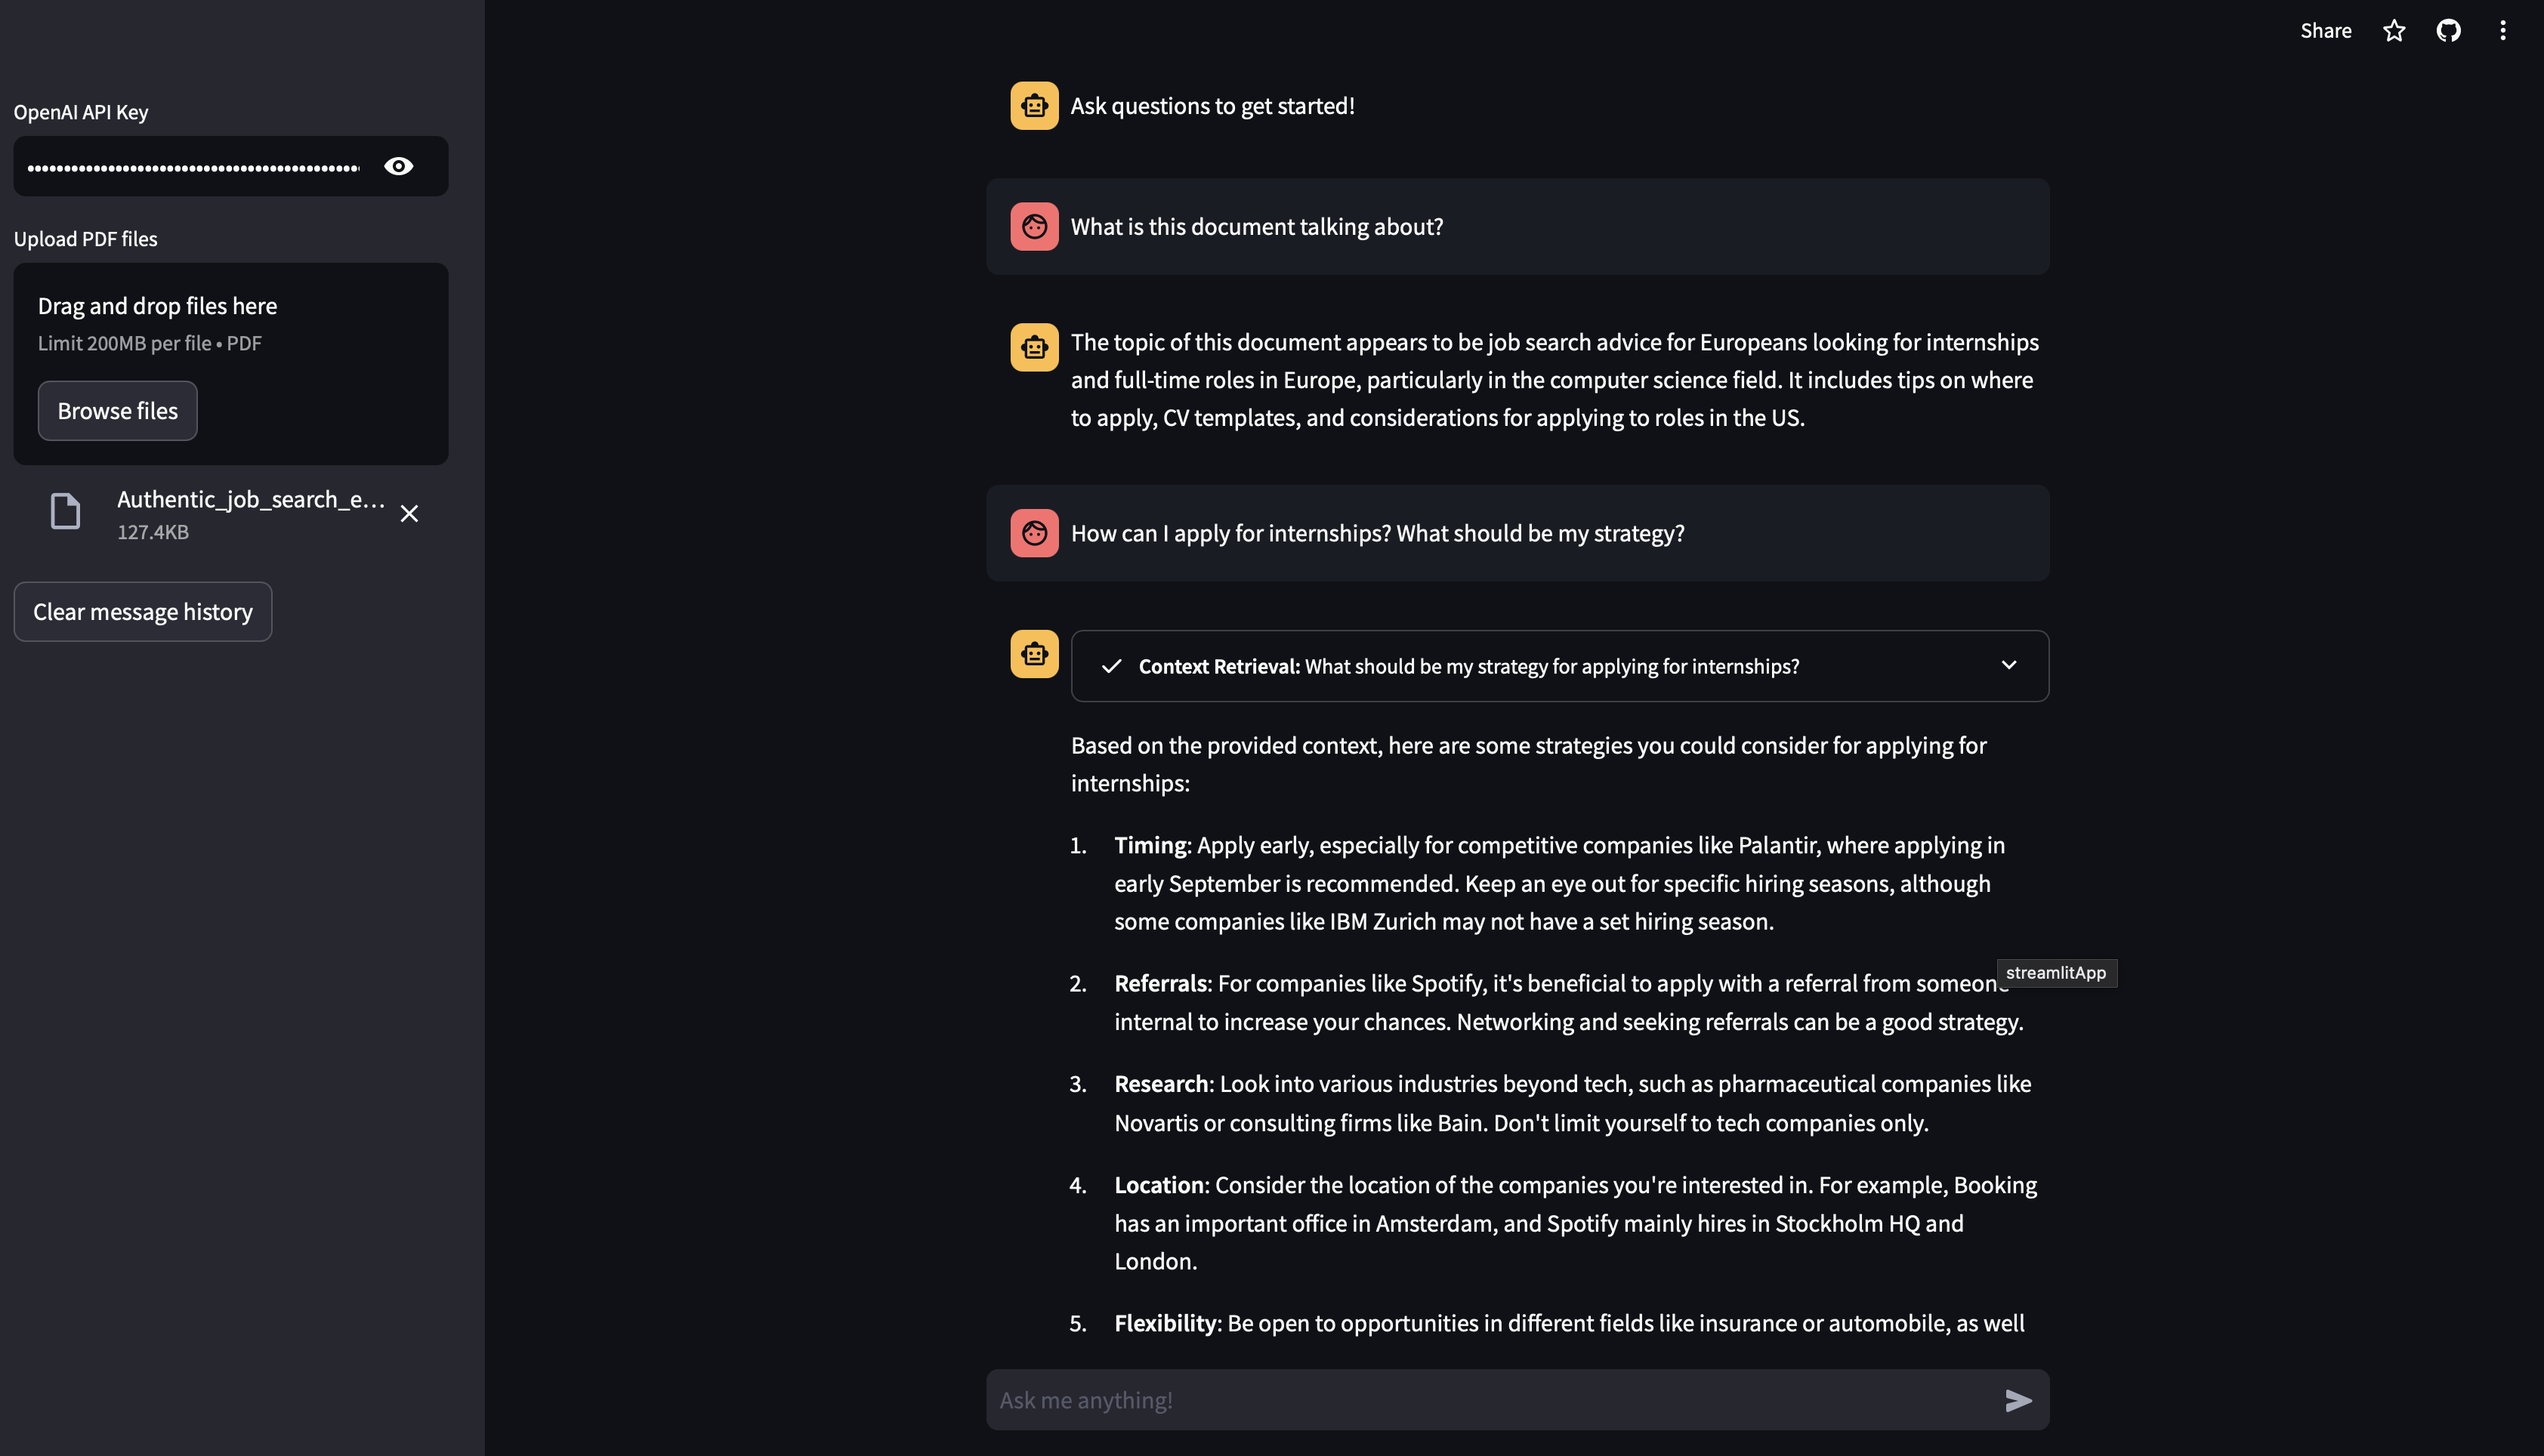 Share
OpenAI API Key
Upload PDF files
Drag and drop files here
Limit 200MB per file • PDF
Browse files
Authentic_job_search_e...
127.4KB
Clear message history
Ask questions to get started!
What is this document talking about?
The topic of this document appears to be job search advice for Europeans looking for internships
and full-time roles in Europe, particularly in the computer science field. It includes tips on where
to apply, CV templates, and considerations for applying to roles in the US.
How can I apply for internships? What should be my strategy?
Context Retrieval: What should be my strategy for applying for internships?
Based on the provided context, here are some strategies you could consider for applying for
internships:
1. Timing: Apply early, especially for competitive companies like Palantir, where applying in
early September is recommended. Keep an eye out for specific hiring seasons, although
some companies like IBM Zurich may not have a set hiring season.
streamlitApp
2. Referrals: For companies like Spotify, it's beneficial to apply with a referral from someone
internal to increase your chances. Networking and seeking referrals can be a good strategy.
3. Research: Look into various industries beyond tech, such as pharmaceutical companies like
Novartis or consulting firms like Bain. Don't limit yourself to tech companies only.
4. Location: Consider the location of the companies you're interested in. For example, Booking
has an important office in Amsterdam, and Spotify mainly hires in Stockholm HQ and
London.
5. Flexibility: Be open to opportunities in different fields like insurance or automobile, as well
Ask me anything!